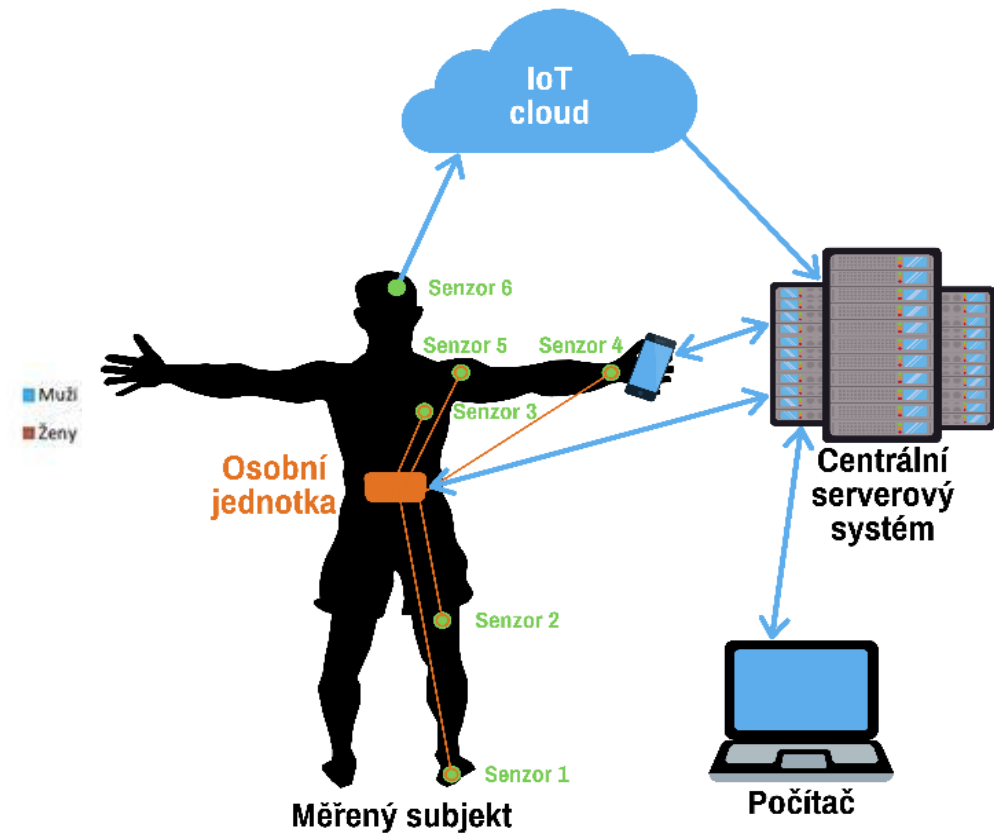 IoT
cloud
Senzor 6
Senzor 5
Senzor 4
Muži
Ženy
Senzor 3
Osobní
jednotka
Centrální
serverový
systém
Senzor 2
Senzor 1
Měřený subjekt
Počítač